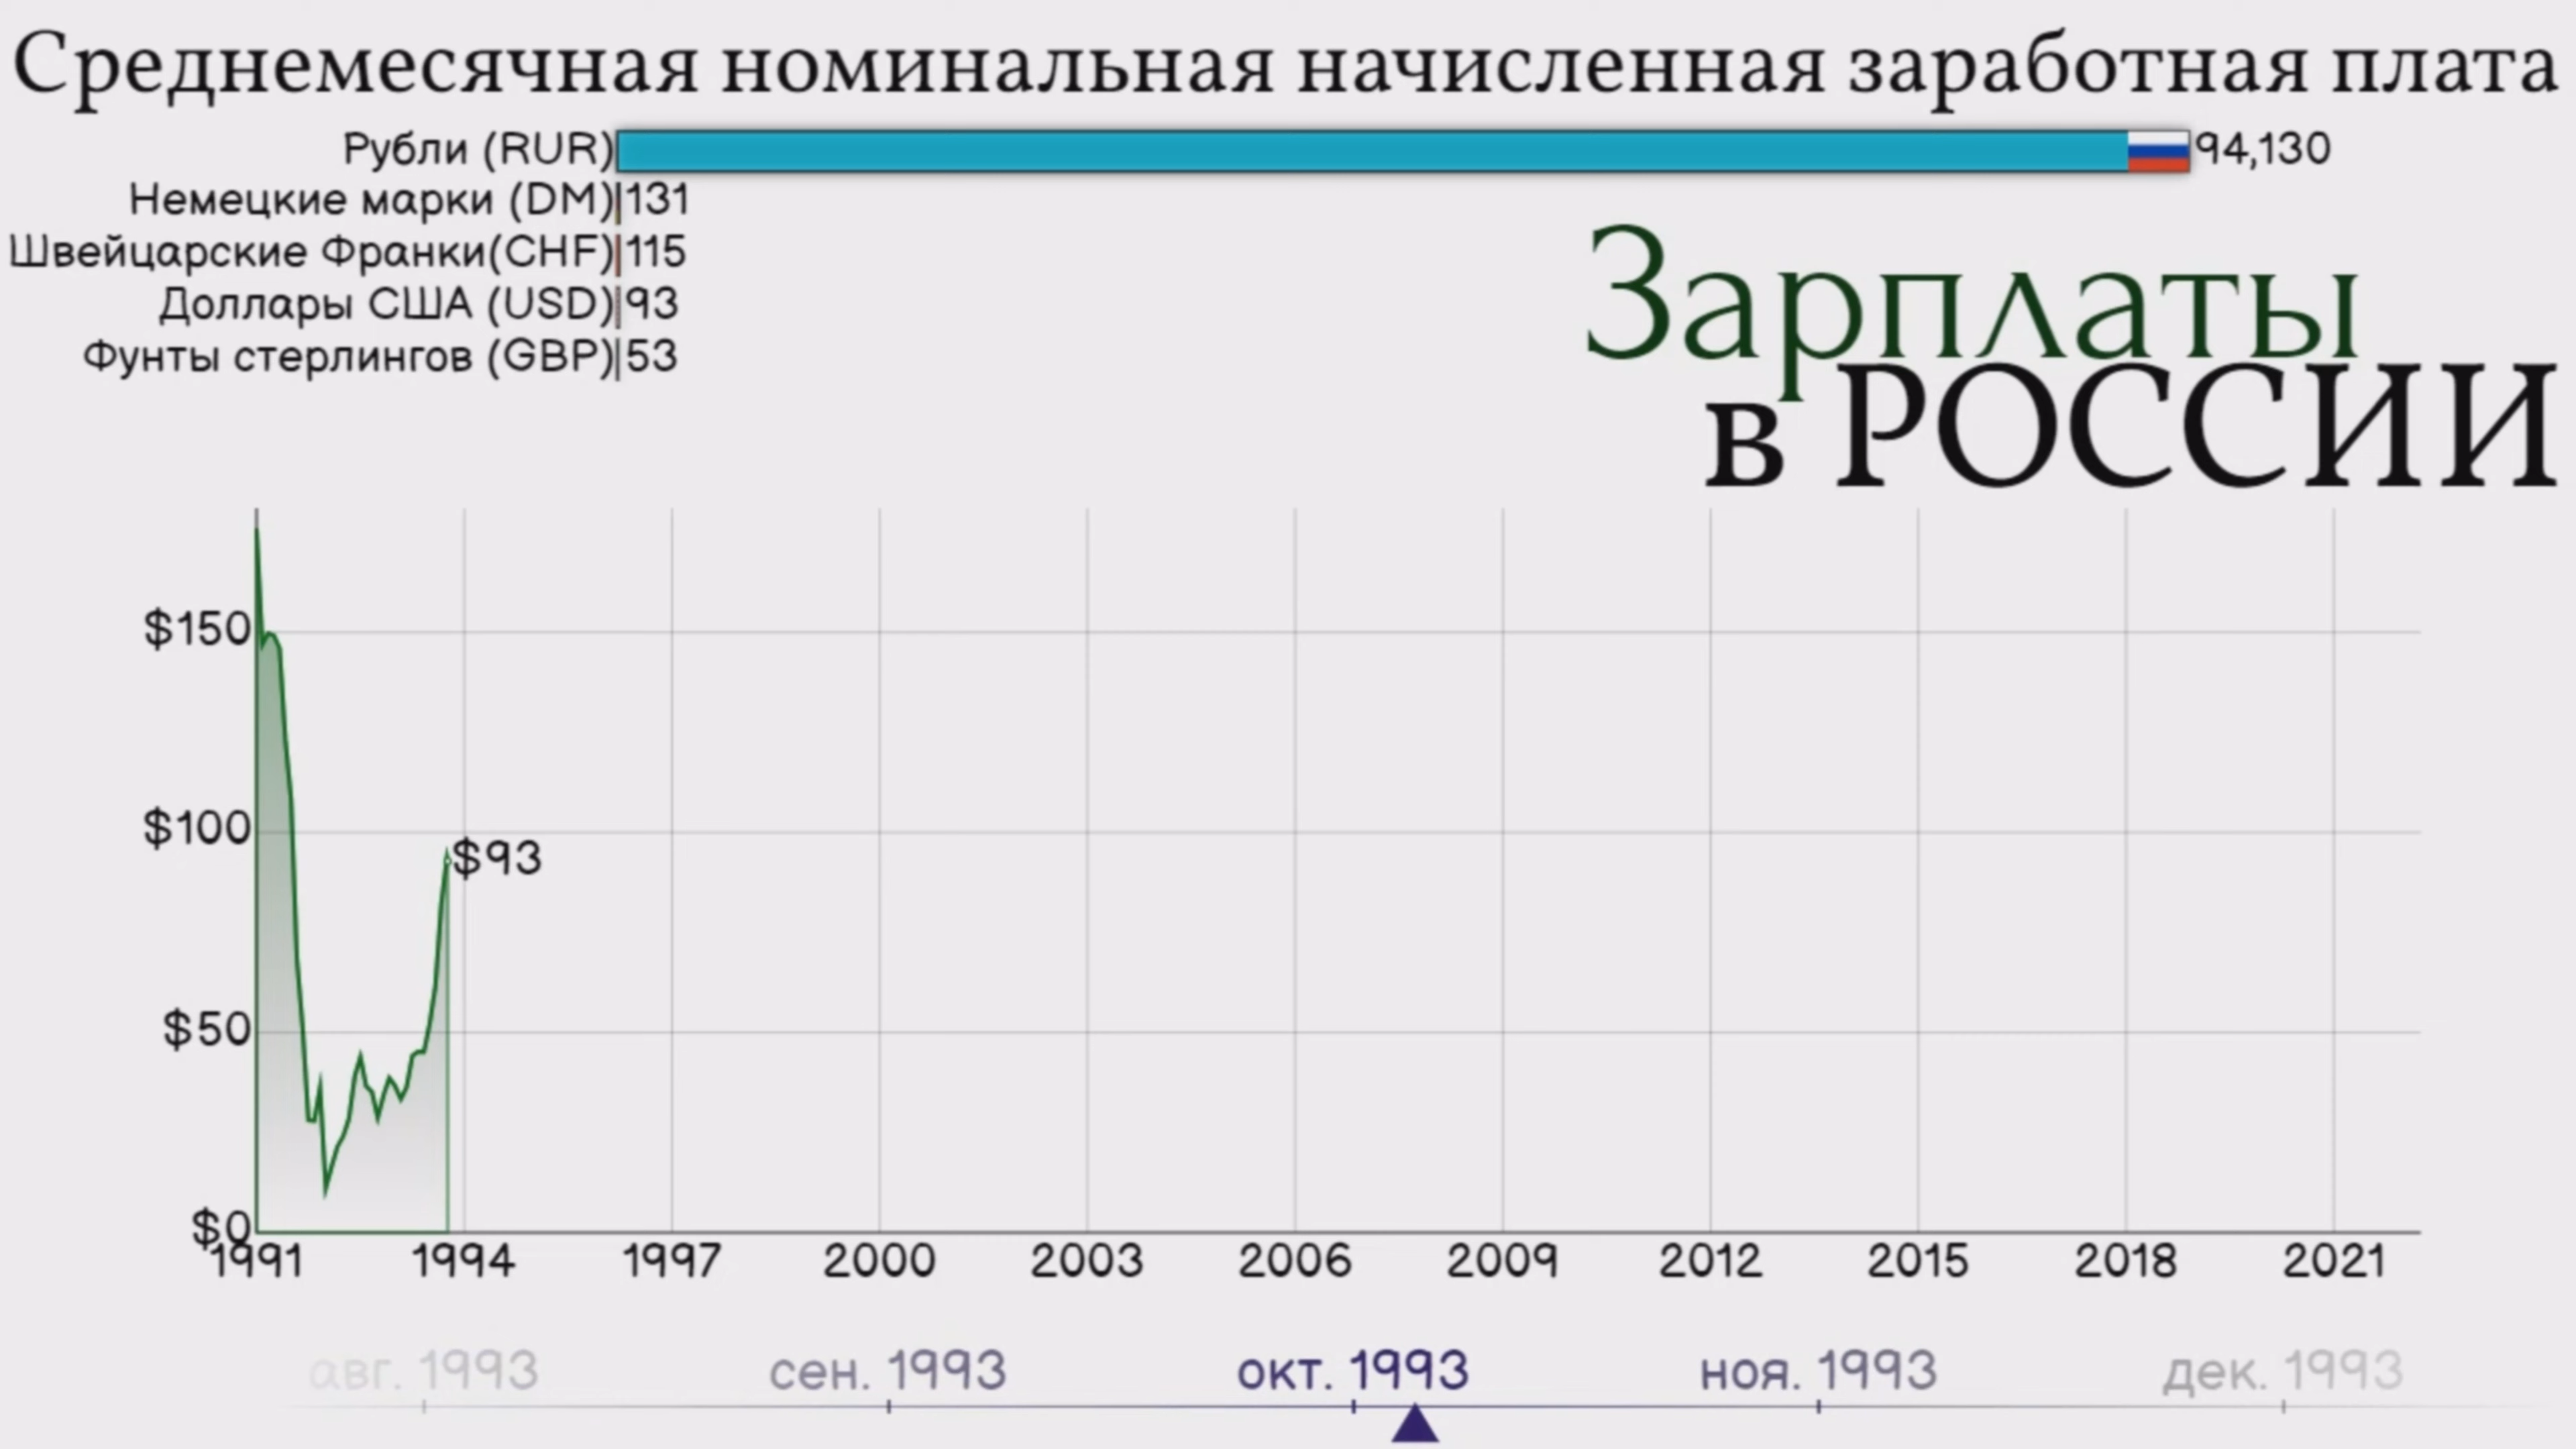 Среднемесячная номинальная начисленная заработная плата
Рубли (RUR) 94,130
Немецкие марки (DM) 131
Швейцарские Франки(CHF) 115
Доллары США (USD) 93
Фунты стерлингов (GBP) 53
Зарплаты
в РОССИИ
$150
$100
$93
$50
$0
1991 1994 1997 2000 2003 2006 2009 2012 2015 2018 2021
авг. 1993 сен. 1993 окт. 1993 ноя. 1993 дек. 1993